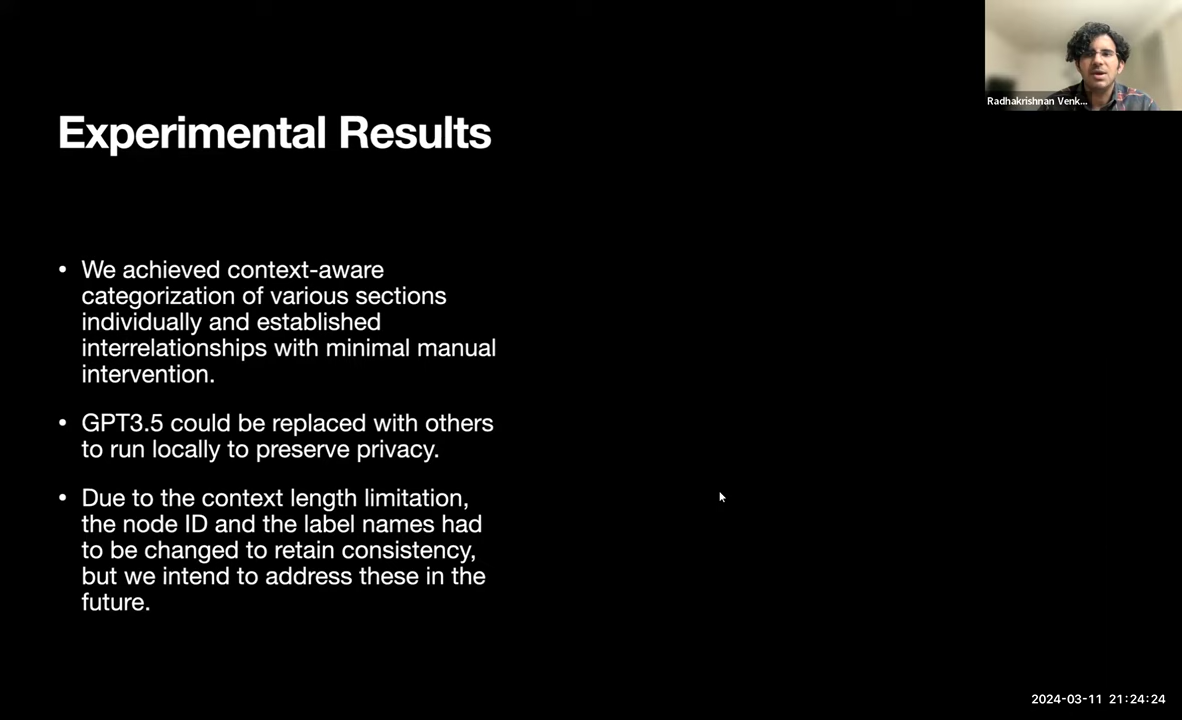 Radhakrishnan Venk...
Experimental Results
• We achieved context-aware
categorization of various sections
individually and established
interrelationships with minimal manual
intervention.
• GPT3.5 could be replaced with others
to run locally to preserve privacy.
• Due to the context length limitation,
the node ID and the label names had
to be changed to retain consistency,
but we intend to address these in the
future.
2024-03-11 21:24:24